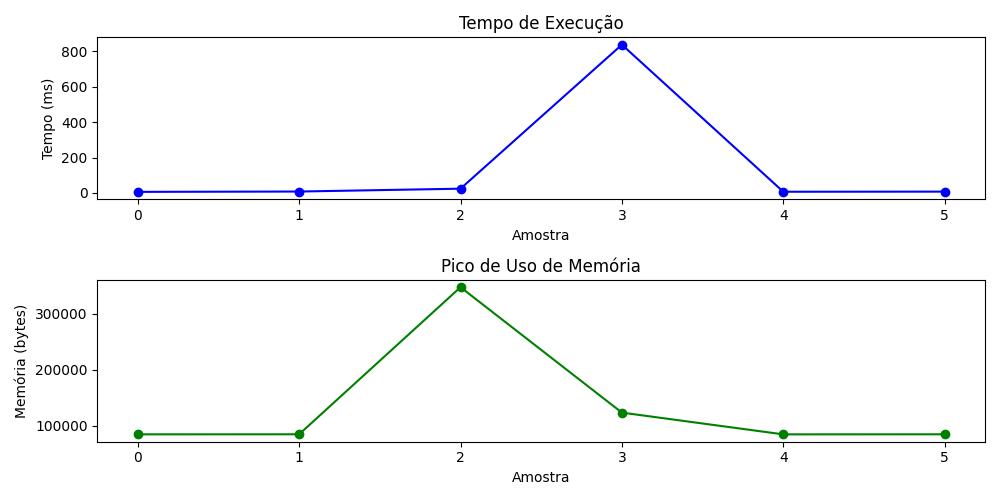 Tempo de Execução
800
600
400
200
0
Tempo (ms)
0 1 2 3 4 5
Amostra
Pico de Uso de Memória
300000
200000
100000
Memória (bytes)
0 1 2 3 4 5
Amostra